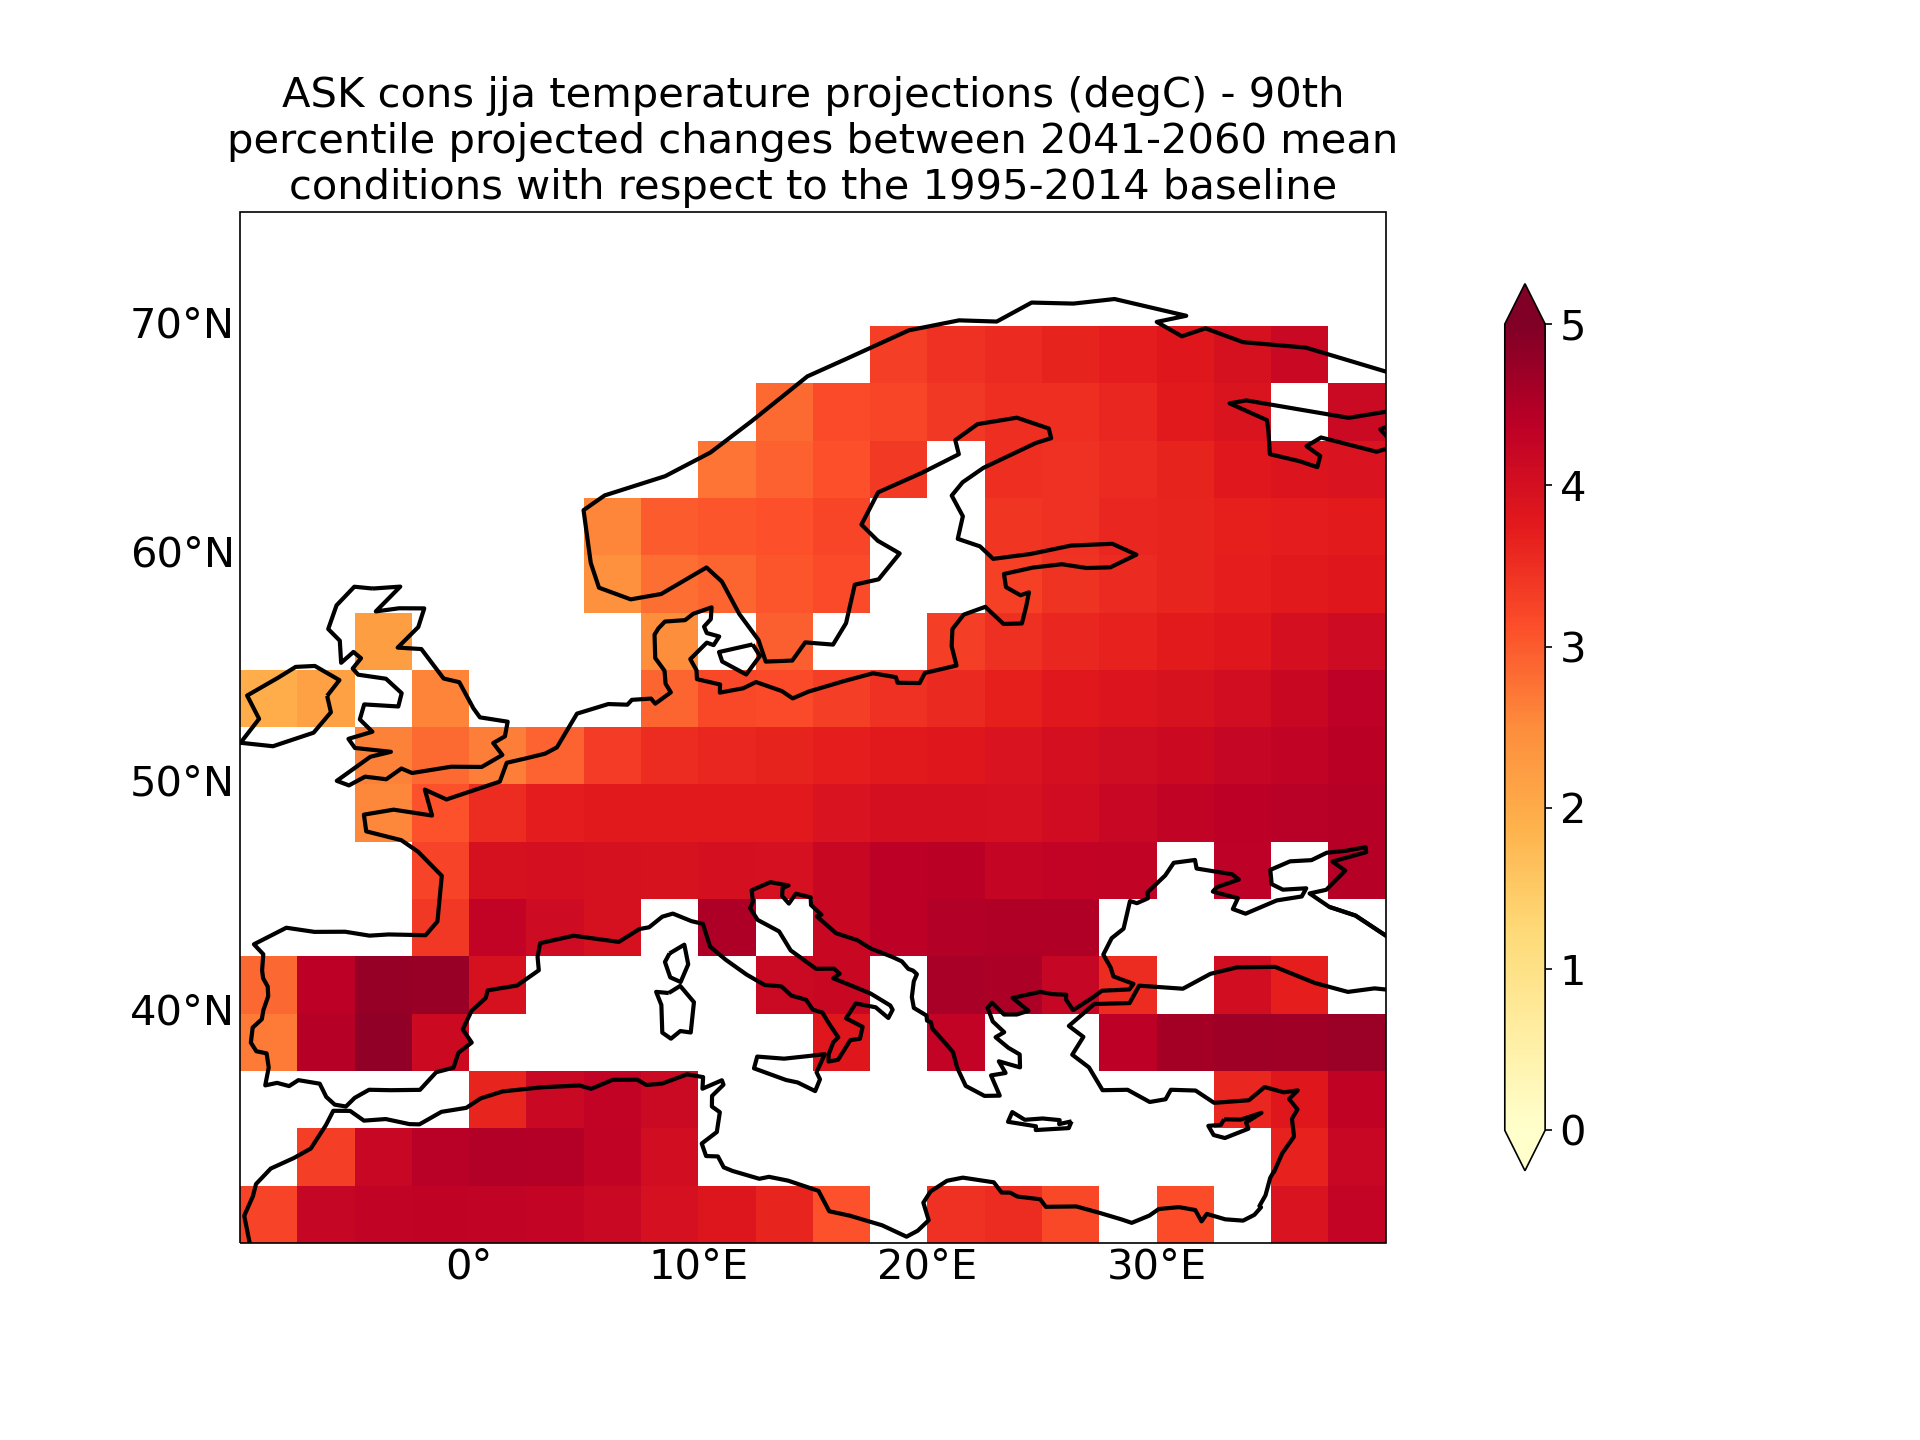 ASK cons jja temperature projections (degC) - 90th
percentile projected changes between 2041-2060 mean
conditions with respect to the 1995-2014 baseline
70°N
60°N
50°N
40°N
0°
10°E
20°E
30°E
5
4
3
2
1
0